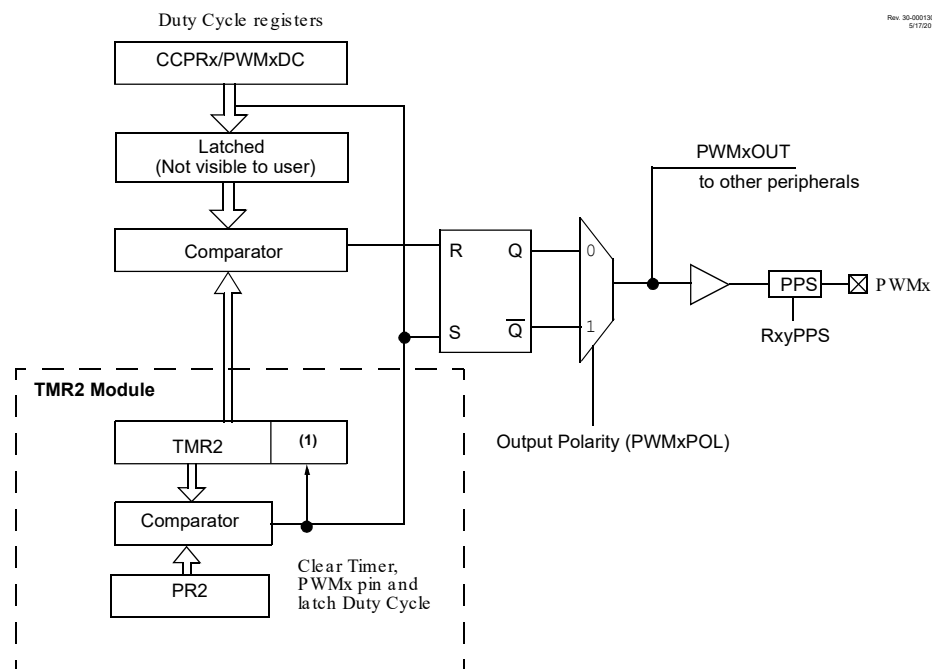 Duty Cycle registers
Rev. 30-000130
5/17/20
CCPRx/PWMxDC
Latched
(Not visible to user)
PWMxOUT
to other peripherals
Comparator
R
Q
0
PPS
PWMx
S
Q
1
RxyPPS
TMR2 Module
Output Polarity (PWMxPOL)
TMR2
(1)
Comparator
Clear Timer,
PWMx pin and
latch Duty Cycle
PR2